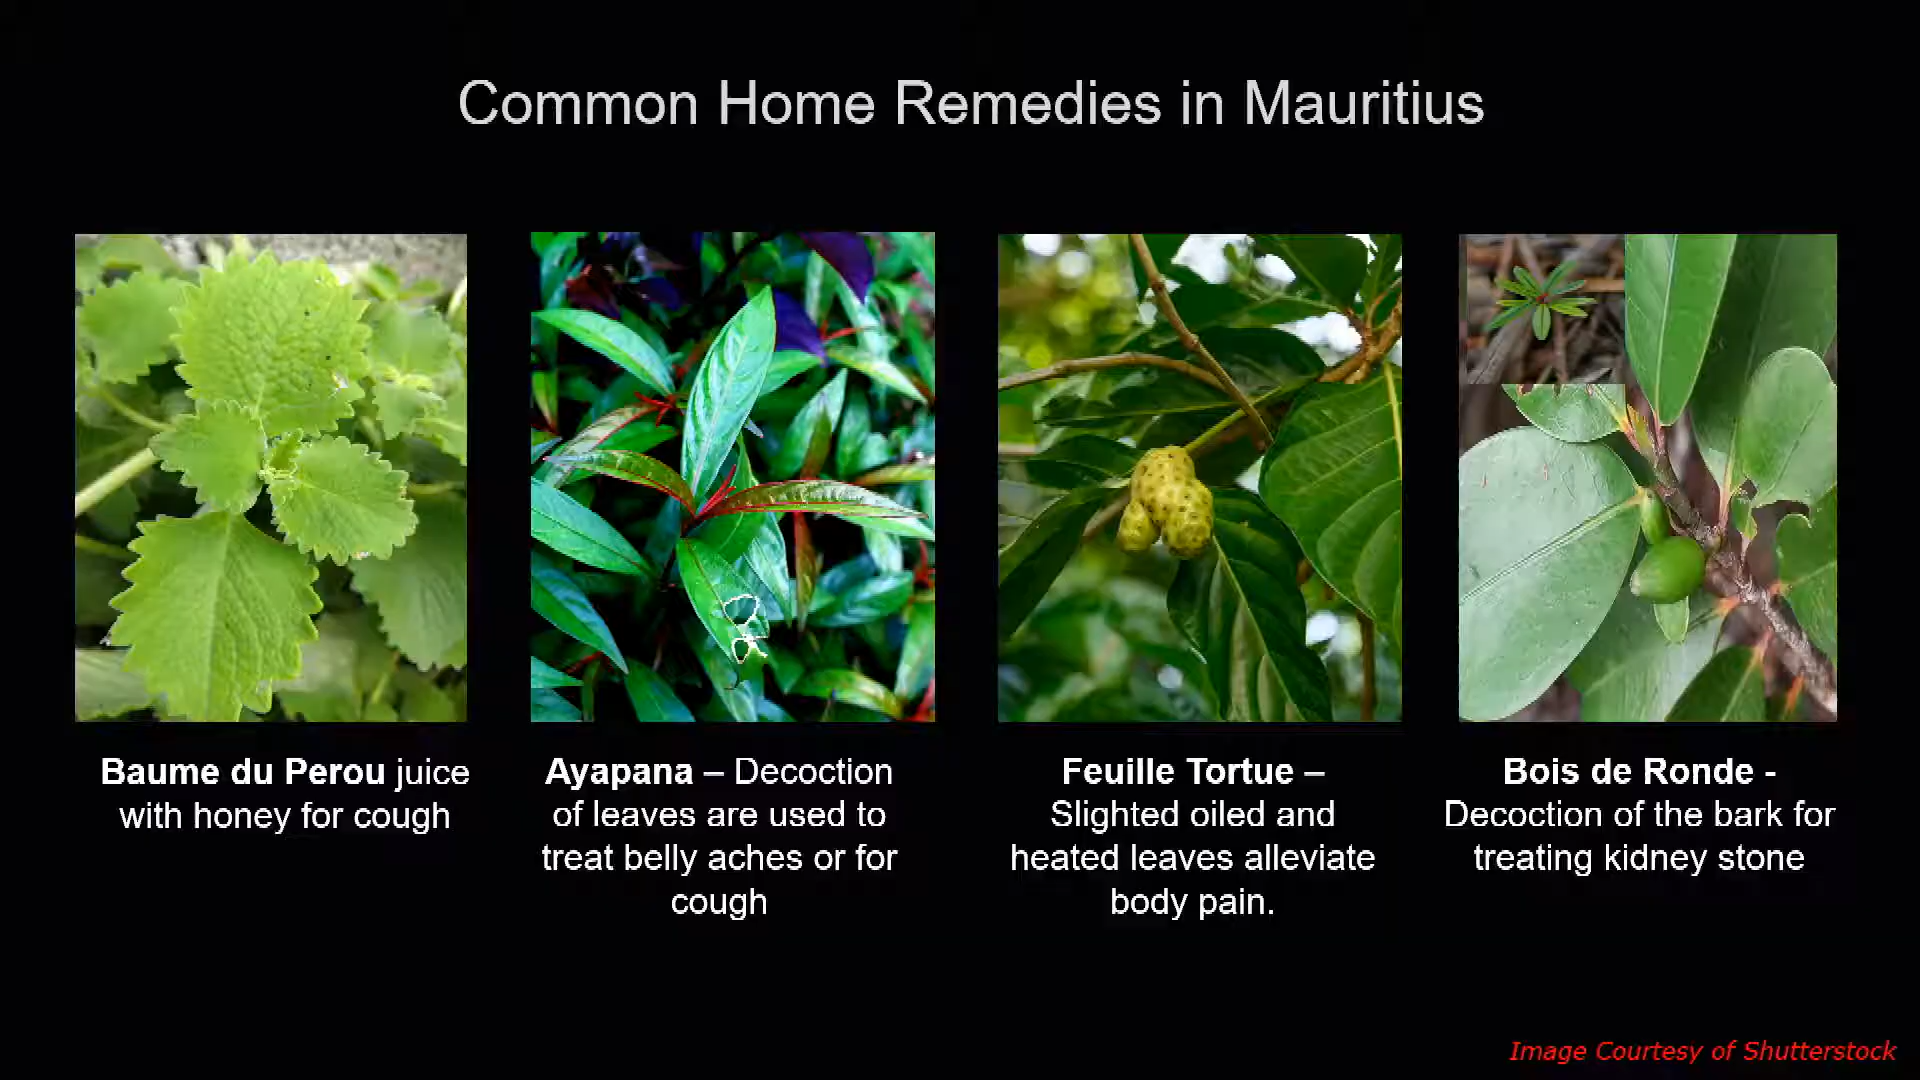 Common Home Remedies in Mauritius
Baume du Perou juice
with honey for cough
Ayapana – Decoction
of leaves are used to
treat belly aches or for
cough
Feuille Tortue –
Slighted oiled and
heated leaves alleviate
body pain.
Bois de Ronde -
Decoction of the bark for
treating kidney stone
Image Courtesy of Shutterstock